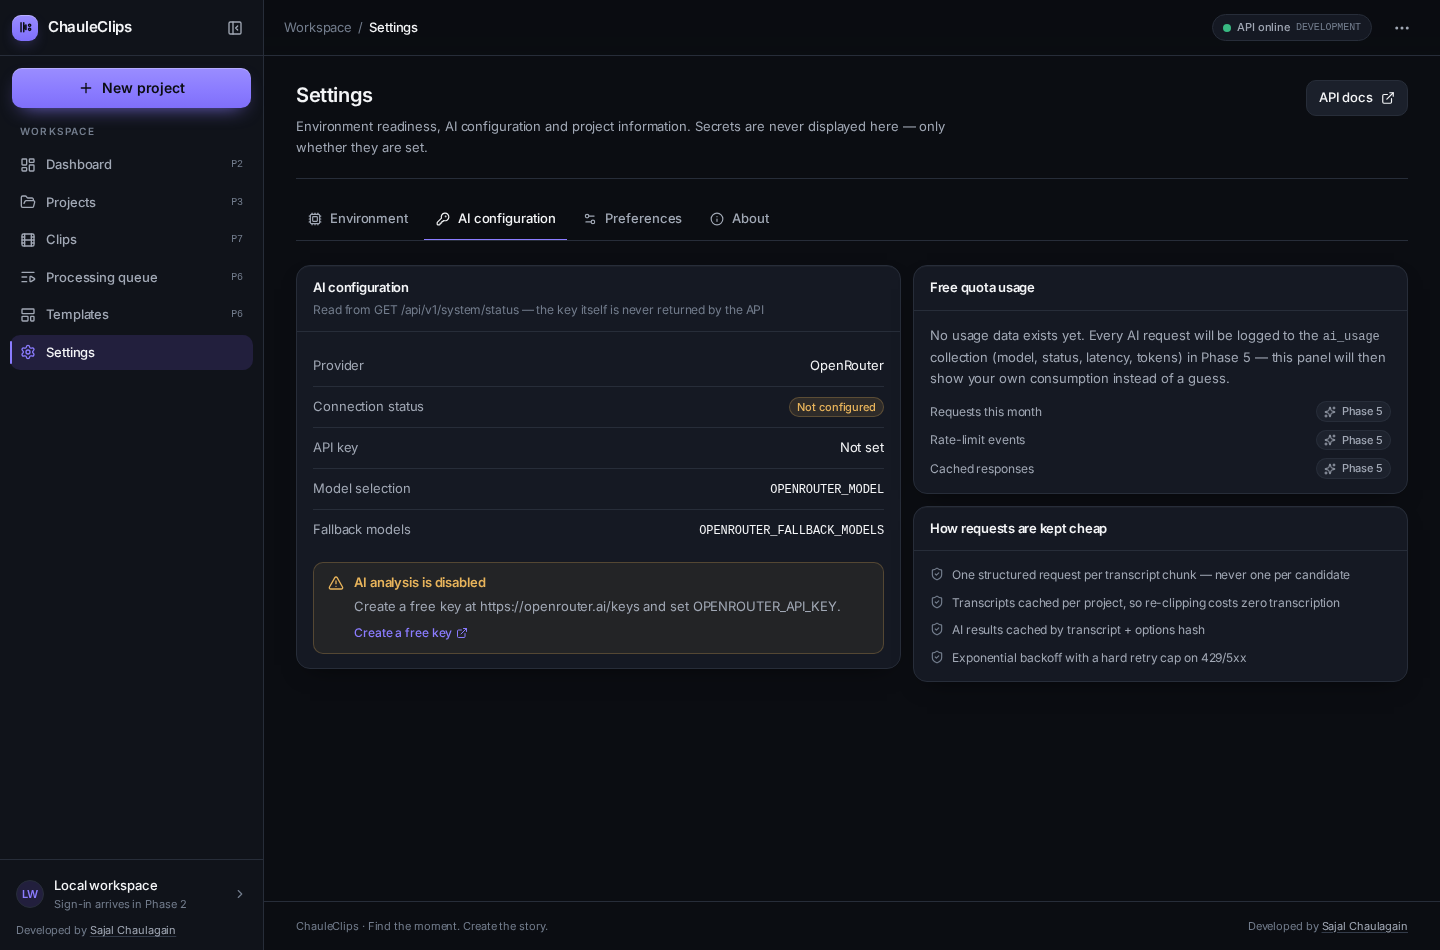 ChauleClips
New project
WORKSPACE
Dashboard P2
Projects P3
Clips P7
Processing queue P6
Templates P6
Settings
LW
Local workspace
Sign-in arrives in Phase 2
Developed by Sajal Chaulagain
Workspace / Settings
API online DEVELOPMENT
Settings
Environment readiness, AI configuration and project information. Secrets are never displayed here — only
whether they are set.
API docs
Environment AI configuration Preferences About
AI configuration
Read from GET /api/v1/system/status — the key itself is never returned by the API
Provider OpenRouter
Connection status Not configured
API key Not set
Model selection OPENROUTER_MODEL
Fallback models OPENROUTER_FALLBACK_MODELS
AI analysis is disabled
Create a free key at https://openrouter.ai/keys and set OPENROUTER_API_KEY.
Create a free key
Free quota usage
No usage data exists yet. Every AI request will be logged to the ai_usage
collection (model, status, latency, tokens) in Phase 5 — this panel will then
show your own consumption instead of a guess.
Requests this month Phase 5
Rate-limit events Phase 5
Cached responses Phase 5
How requests are kept cheap
One structured request per transcript chunk — never one per candidate
Transcripts cached per project, so re-clipping costs zero transcription
AI results cached by transcript + options hash
Exponential backoff with a hard retry cap on 429/5xx
ChauleClips · Find the moment. Create the story.
Developed by Sajal Chaulagain